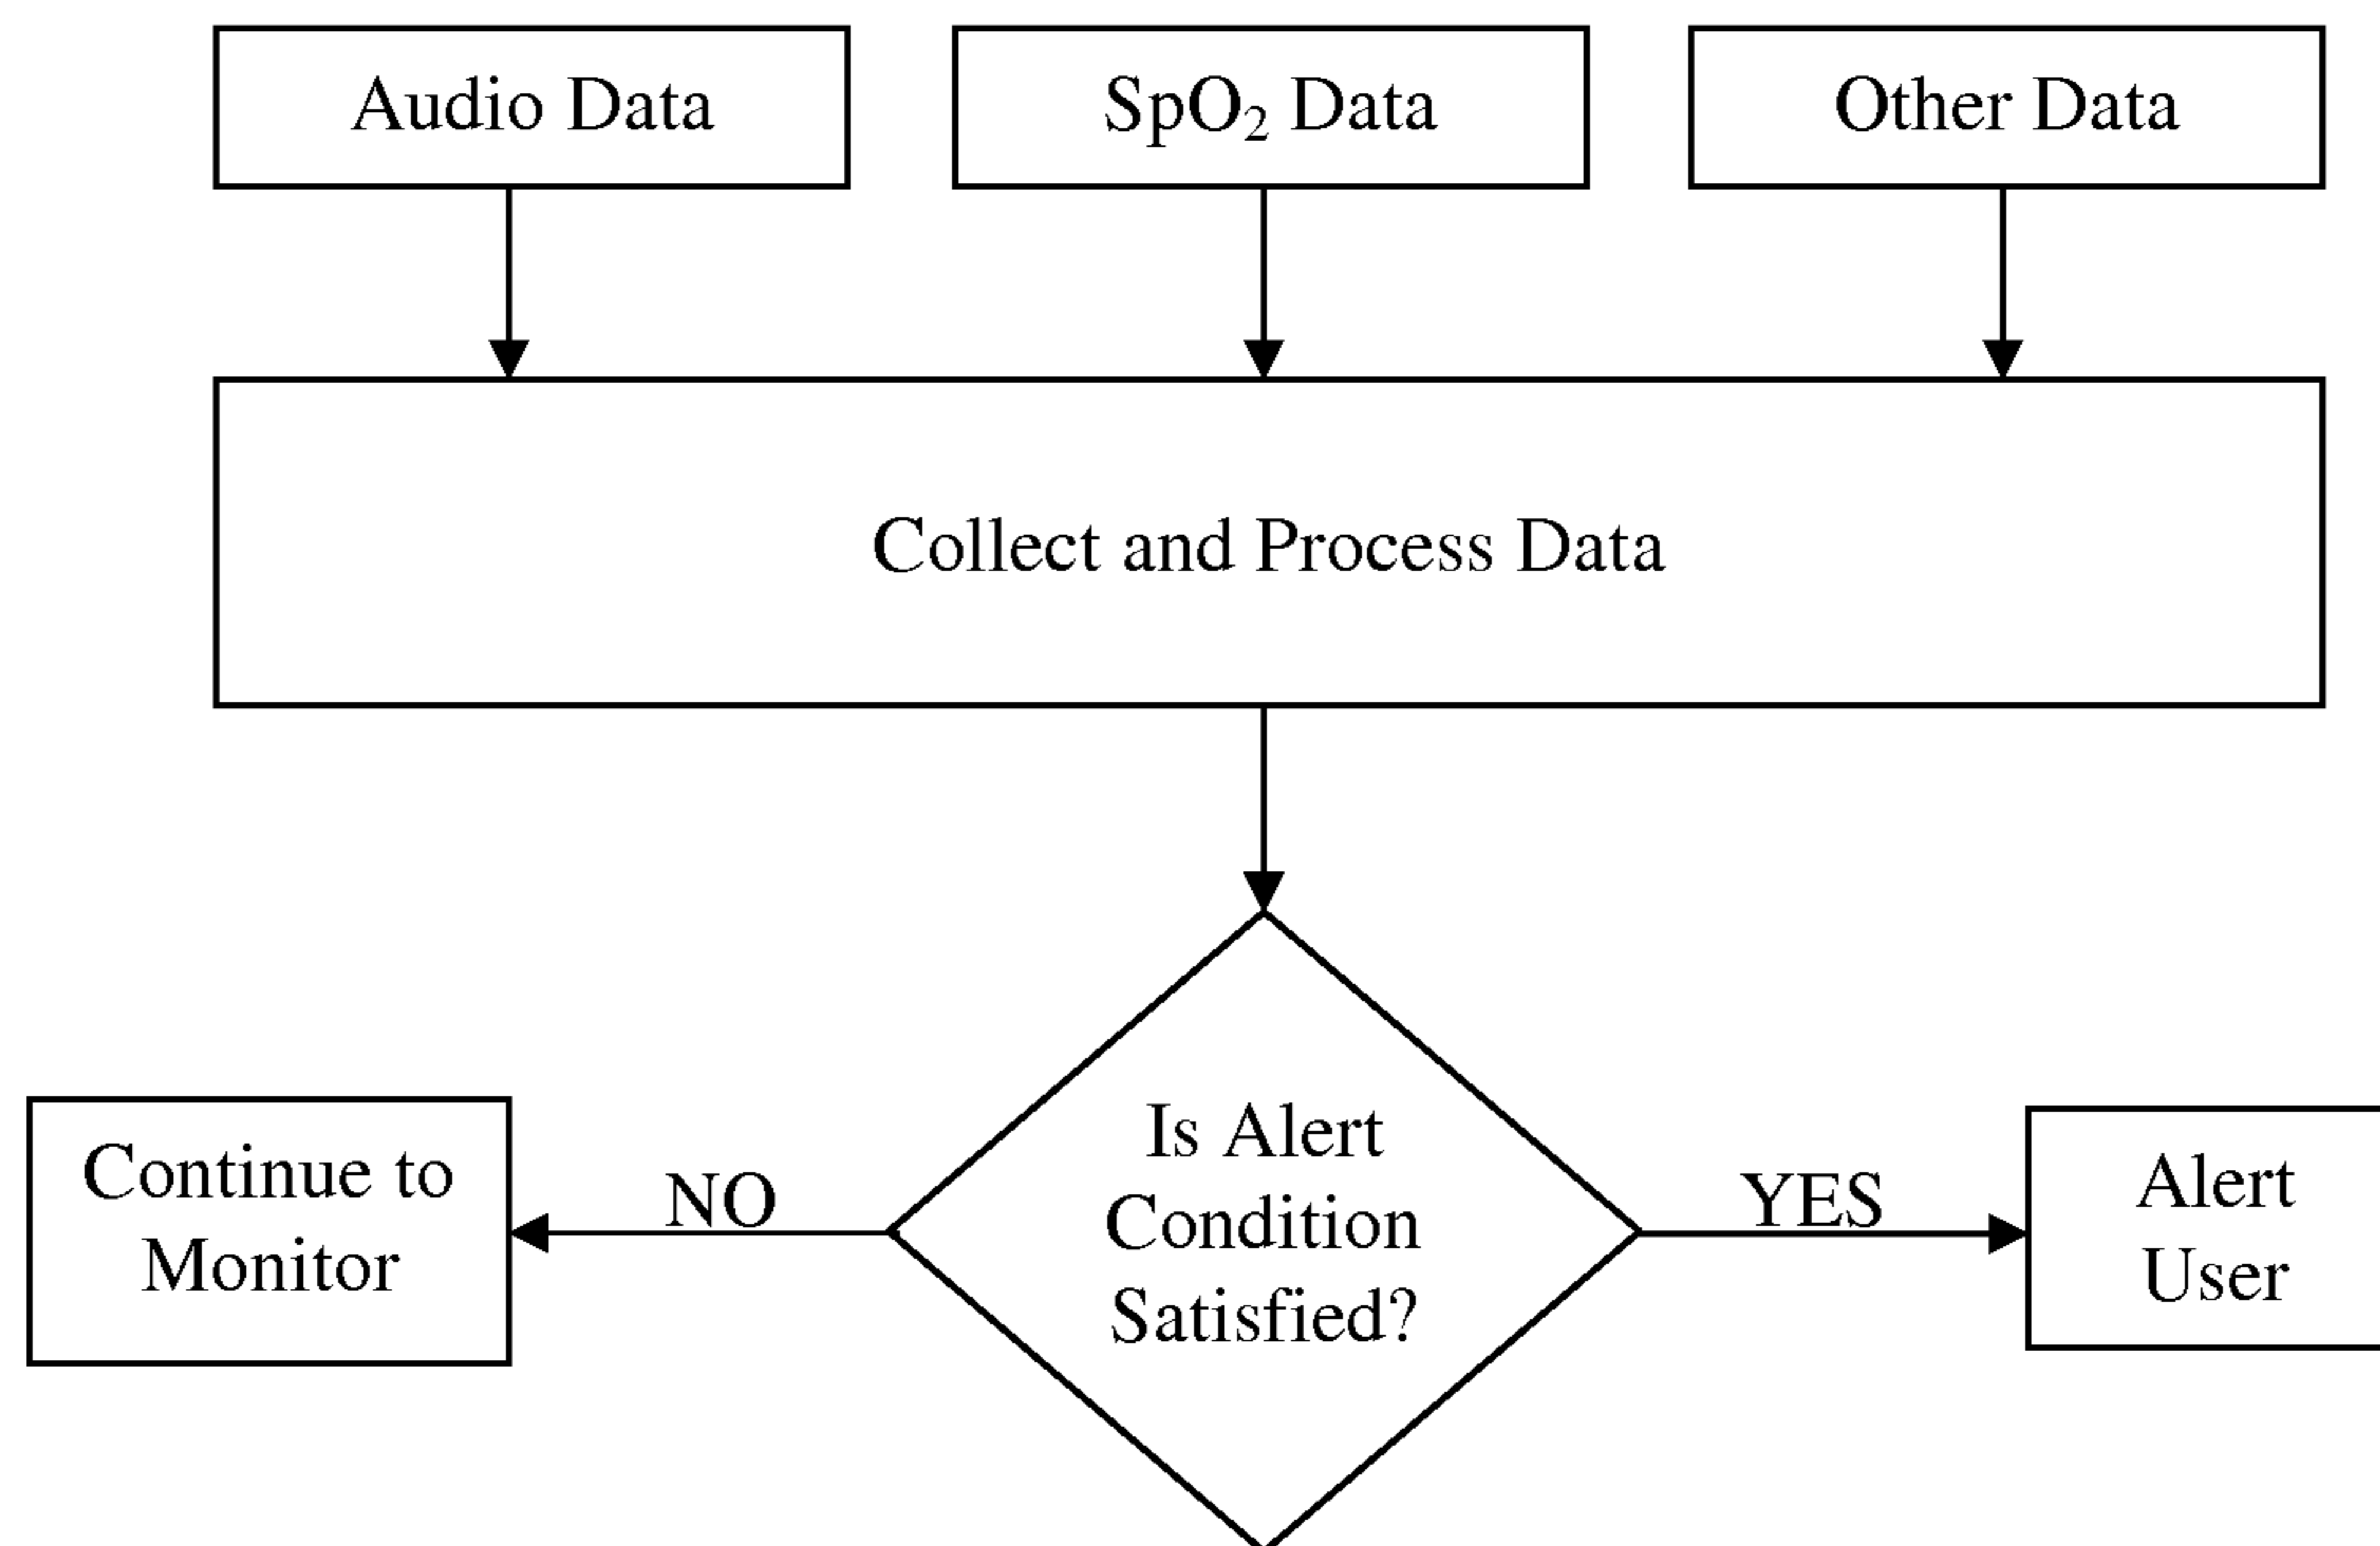 Audio Data
SpO₂ Data
Other Data
Collect and Process Data
Is Alert
Condition
Satisfied?
NO
YES
Continue to
Monitor
Alert
User